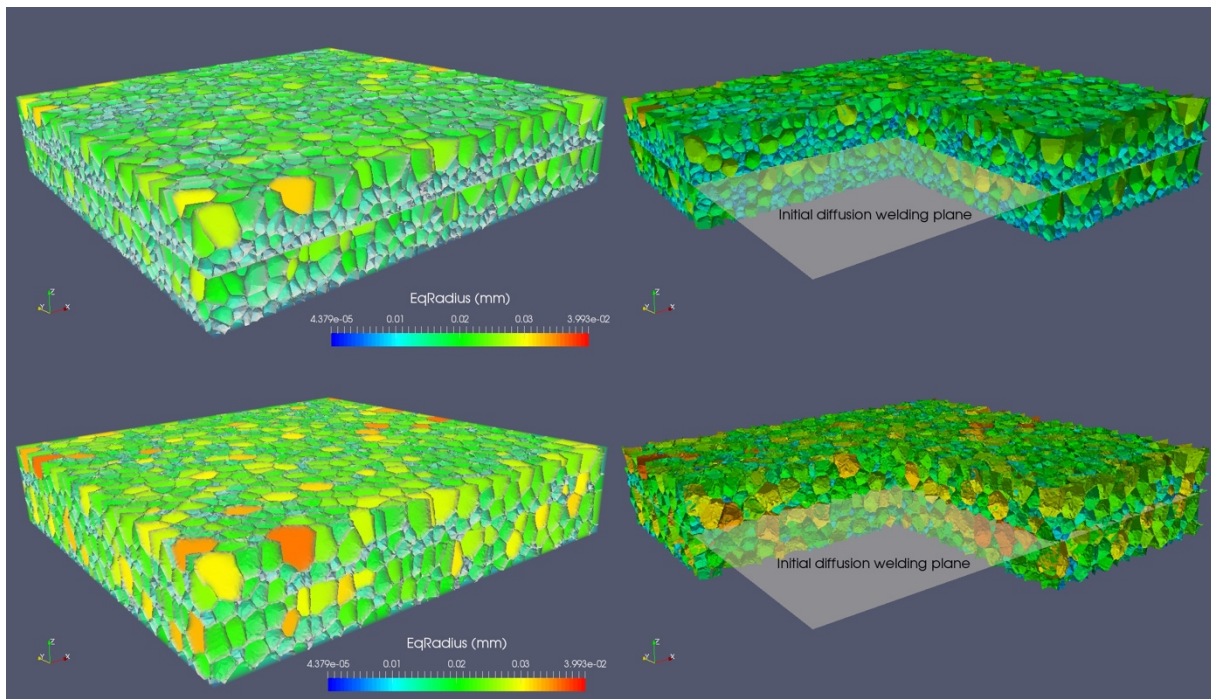 Initial diffusion welding plane
EqRadius (mm)
4.379e-05 0.01 0.02 0.03 3.993e-02
Z
Y X
Z
Y X
Initial diffusion welding plane
EqRadius (mm)
4.379e-05 0.01 0.02 0.03 3.993e-02
Z
Y X
Z
Y X